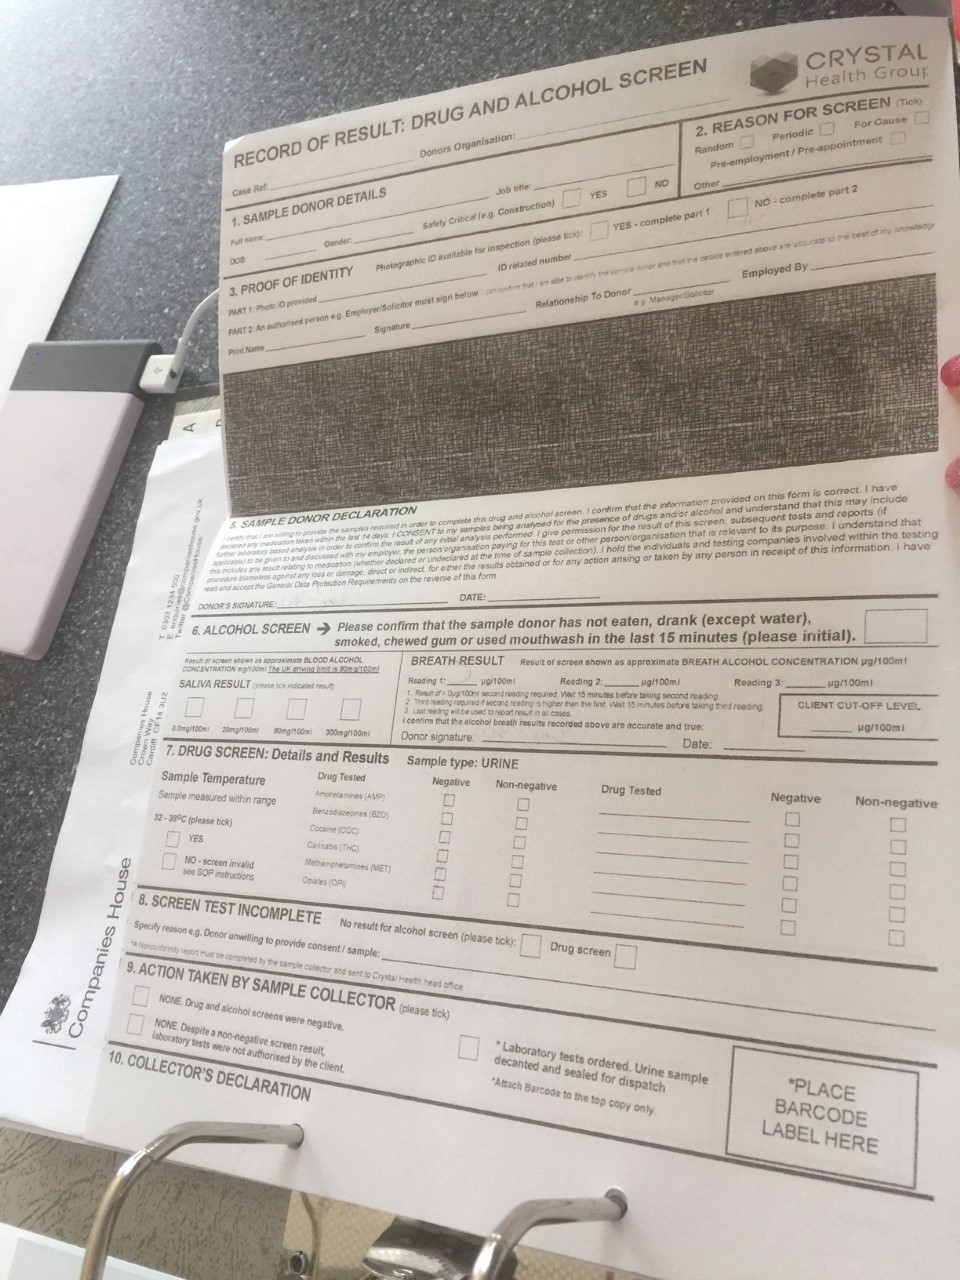 CRYSTAL
Health Group
RECORD OF RESULT: DRUG AND ALCOHOL SCREEN
Case Ref:
Donors Organisation:
1. SAMPLE DONOR DETAILS
Full name:
Job title:
DOB:
Gender:
Safety Critical (e.g. Construction)
YES
NO
2. REASON FOR SCREEN (Tick)
Random
Periodic
For Cause
Pre-employment / Pre-appointment
Other
3. PROOF OF IDENTITY
Photographic ID available for inspection (please tick):
YES - complete part 1
NO - complete part 2
PART 1: Photo ID provided
ID related number
PART 2: An authorised person e.g. Employer/Solicitor must sign below. I can confirm that I am able to identify the sample donor and that the details entered above are accurate to the best of my knowledge
Print Name
Signature
Relationship To Donor
e.g. Manager/Solicitor
Employed By
5. SAMPLE DONOR DECLARATION
I certify that I am willing to provide the samples required in order to complete this drug and alcohol screen. I confirm that the information provided on this form is correct. I have
declared any medication taken within the last 14 days. I CONSENT to my samples being analysed for the presence of drugs and/or alcohol and understand that this may include
further laboratory based analysis in order to confirm the result of any initial analysis performed. I give permission for the result of this screen, subsequent tests and reports (if
applicable) to be given to and discussed with my employer, the person/organisation paying for this test or other person/organisation that is relevant to its purpose. I understand that
this includes any result relating to medication (whether declared or undeclared at the time of sample collection). I hold the individuals and testing companies involved within the testing
procedure blameless against any loss or damage, direct or indirect, for either the results obtained or for any action arising or taken by any person in receipt of this information. I have
read and accept the General Data Protection Requirements on the reverse of this form.
DONOR'S SIGNATURE:
DATE:
6. ALCOHOL SCREEN → Please confirm that the sample donor has not eaten, drank (except water),
smoked, chewed gum or used mouthwash in the last 15 minutes (please initial).
Result of screen shown as approximate BLOOD ALCOHOL
CONCENTRATION mg/100ml The UK driving limit is 80mg/100ml
SALIVA RESULT (please tick indicated result)
0.0mg/100ml
20mg/100ml
80mg/100ml
300mg/100ml
BREATH RESULT
Result of screen shown as approximate BREATH ALCOHOL CONCENTRATION µg/100ml
Reading 1: µg/100ml
Reading 2: µg/100ml
Reading 3: µg/100ml
1. Result of > 0µg/100ml second reading required. Wait 15 minutes before taking second reading
2. Third reading required if second reading is higher than the first. Wait 15 minutes before taking third reading.
3. Last reading will be used to report result in all cases.
I confirm that the alcohol breath results recorded above are accurate and true:
Donor signature:
Date:
CLIENT CUT-OFF LEVEL
µg/100ml
7. DRUG SCREEN: Details and Results
Sample type: URINE
Sample Temperature
Sample measured within range
32 - 38ºC (please tick)
YES
NO - screen invalid
see SOP instructions
Drug Tested
Negative
Non-negative
Amphetamines (AMP)
Benzodiazepines (BZO)
Cocaine (COC)
Cannabis (THC)
Methamphetamines (MET)
Opiates (OPI)
Drug Tested
Negative
Non-negative
8. SCREEN TEST INCOMPLETE
No result for alcohol screen (please tick):
Drug screen
Specify reason e.g. Donor unwilling to provide consent / sample:
*A Nonconformity report must be completed by the sample collector and sent to Crystal Health head office
9. ACTION TAKEN BY SAMPLE COLLECTOR (please tick)
NONE. Drug and alcohol screens were negative.
NONE. Despite a non-negative screen result,
laboratory tests were not authorised by the client.
* Laboratory tests ordered. Urine sample
decanted and sealed for dispatch
*Attach Barcode to the top copy only.
*PLACE
BARCODE
LABEL HERE
10. COLLECTOR'S DECLARATION
Companies House
Companies House
Crown Way
Cardiff CF14 3UZ
T 0303 1234 500
E enquiries@companieshouse.gov.uk
Twitter @CompaniesHouse
A